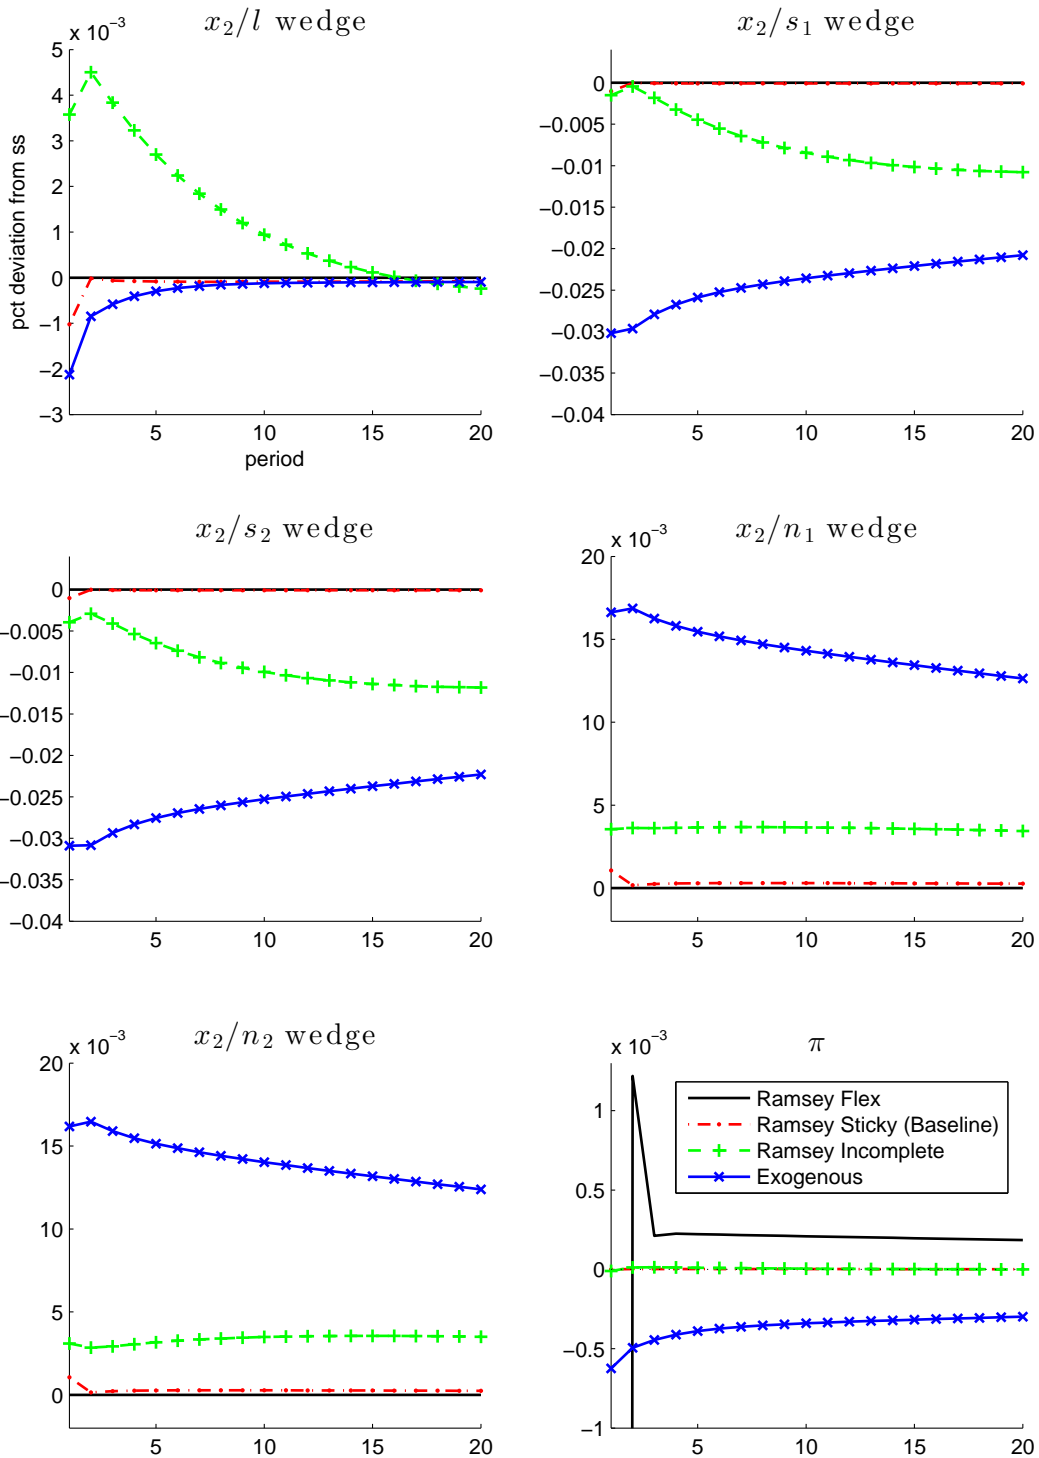 x₂/l wedge
x 10⁻³
5
4
3
2
1
0
−1
−2
−3
pct deviation from ss
5 10 15 20
period
x₂/s₁ wedge
0
−0.005
−0.01
−0.015
−0.02
−0.025
−0.03
−0.035
−0.04
5 10 15 20
x₂/s₂ wedge
0
−0.005
−0.01
−0.015
−0.02
−0.025
−0.03
−0.035
−0.04
5 10 15 20
x₂/n₁ wedge
x 10⁻³
20
15
10
5
0
5 10 15 20
x₂/n₂ wedge
x 10⁻³
20
15
10
5
0
5 10 15 20
π
x 10⁻³
1
0.5
0
−0.5
−1
5 10 15 20
Ramsey Flex
Ramsey Sticky (Baseline)
Ramsey Incomplete
Exogenous